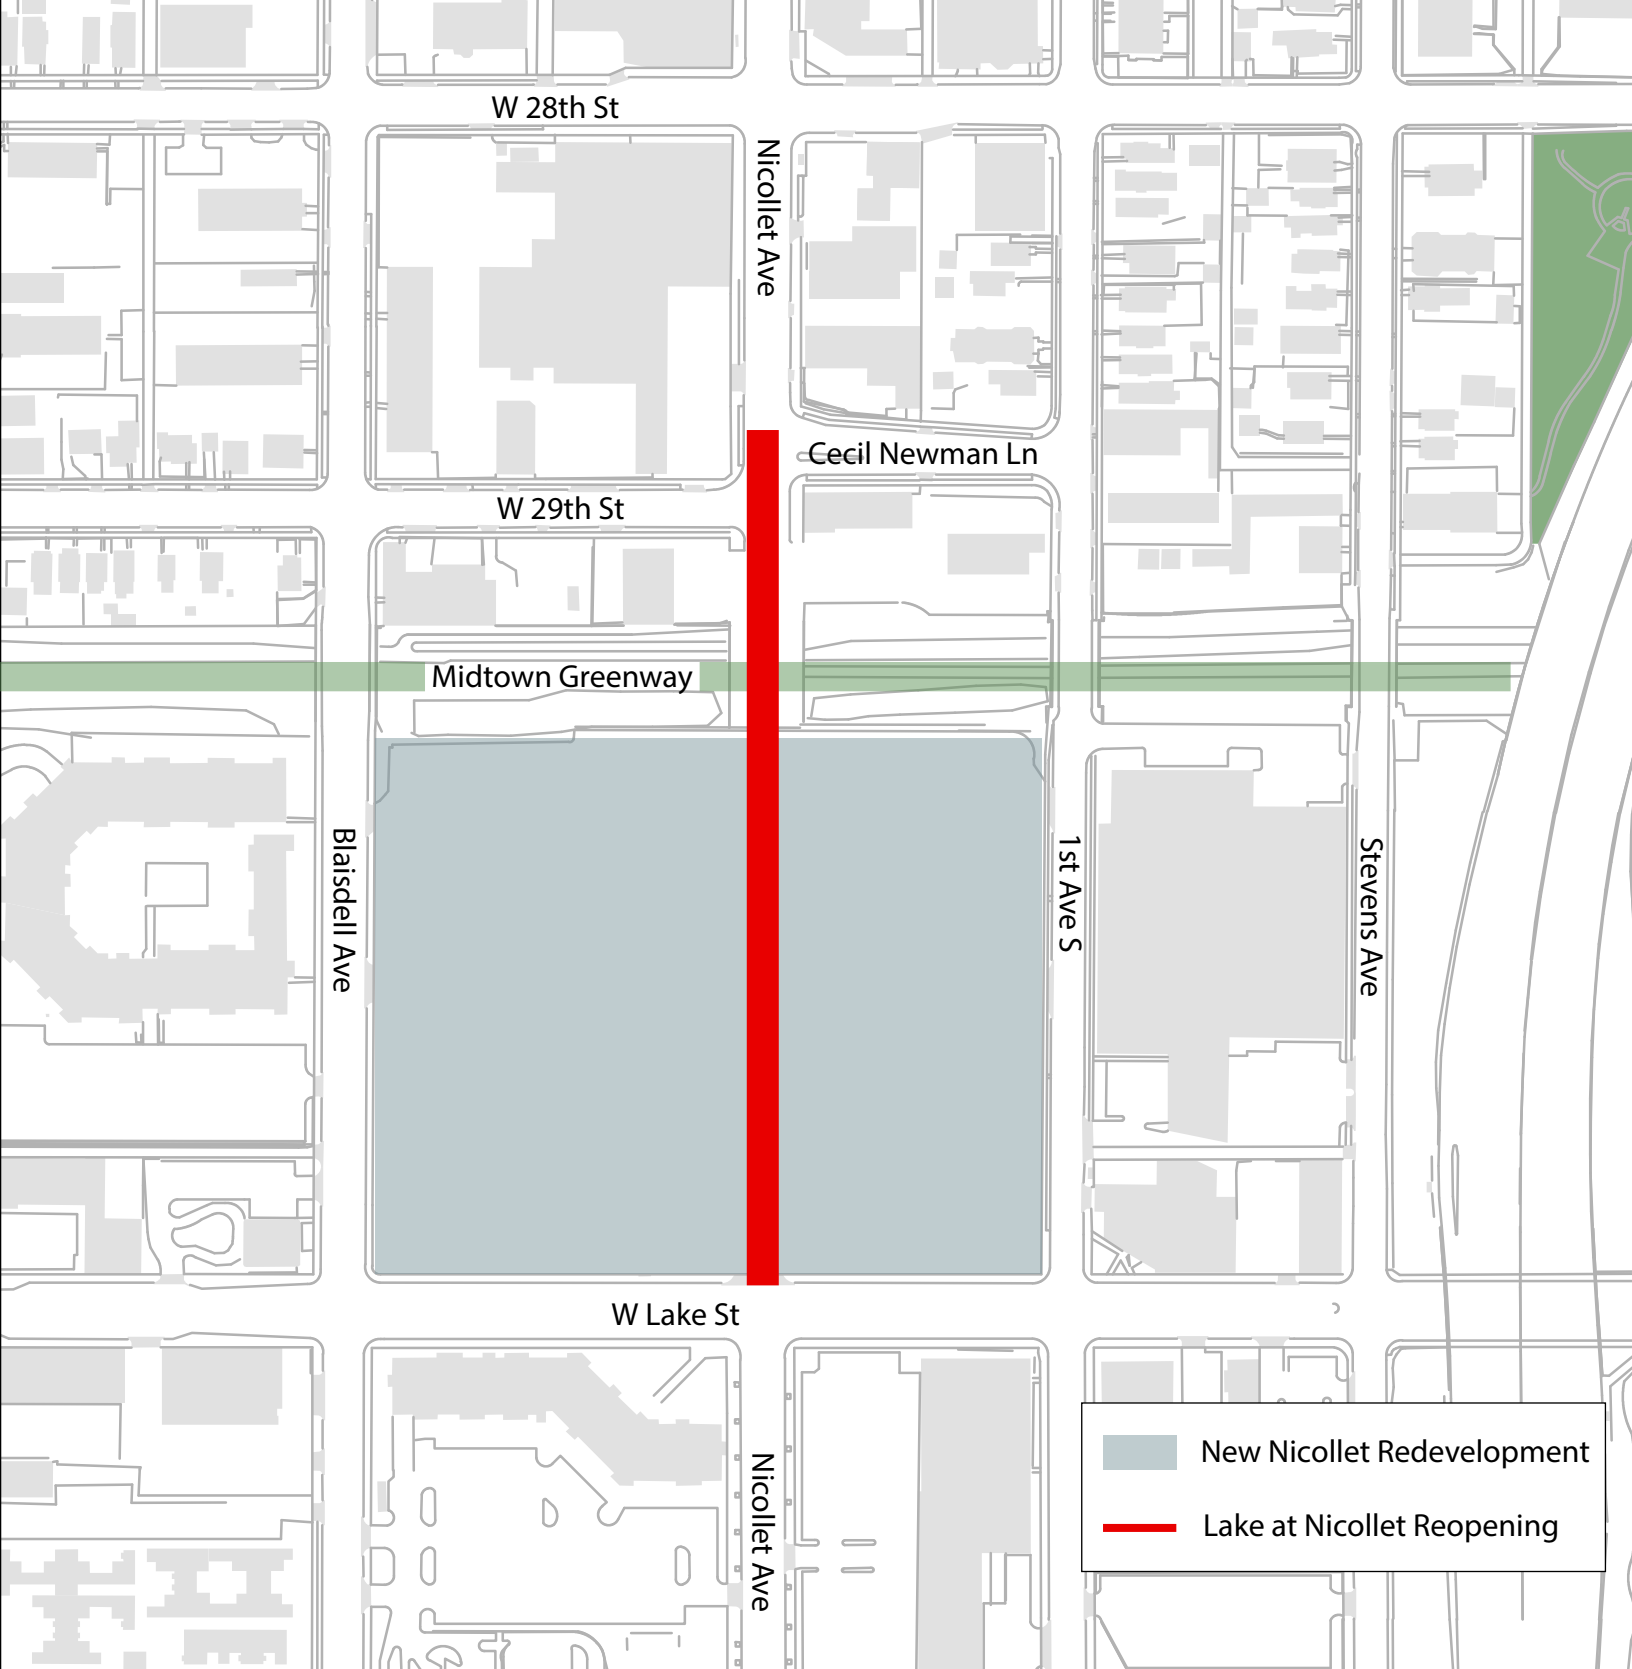 W 28th St
Nicollet Ave
Cecil Newman Ln
W 29th St
Midtown Greenway
Blaisdell Ave
1st Ave S
Stevens Ave
W Lake St
Nicollet Ave
New Nicollet Redevelopment
Lake at Nicollet Reopening